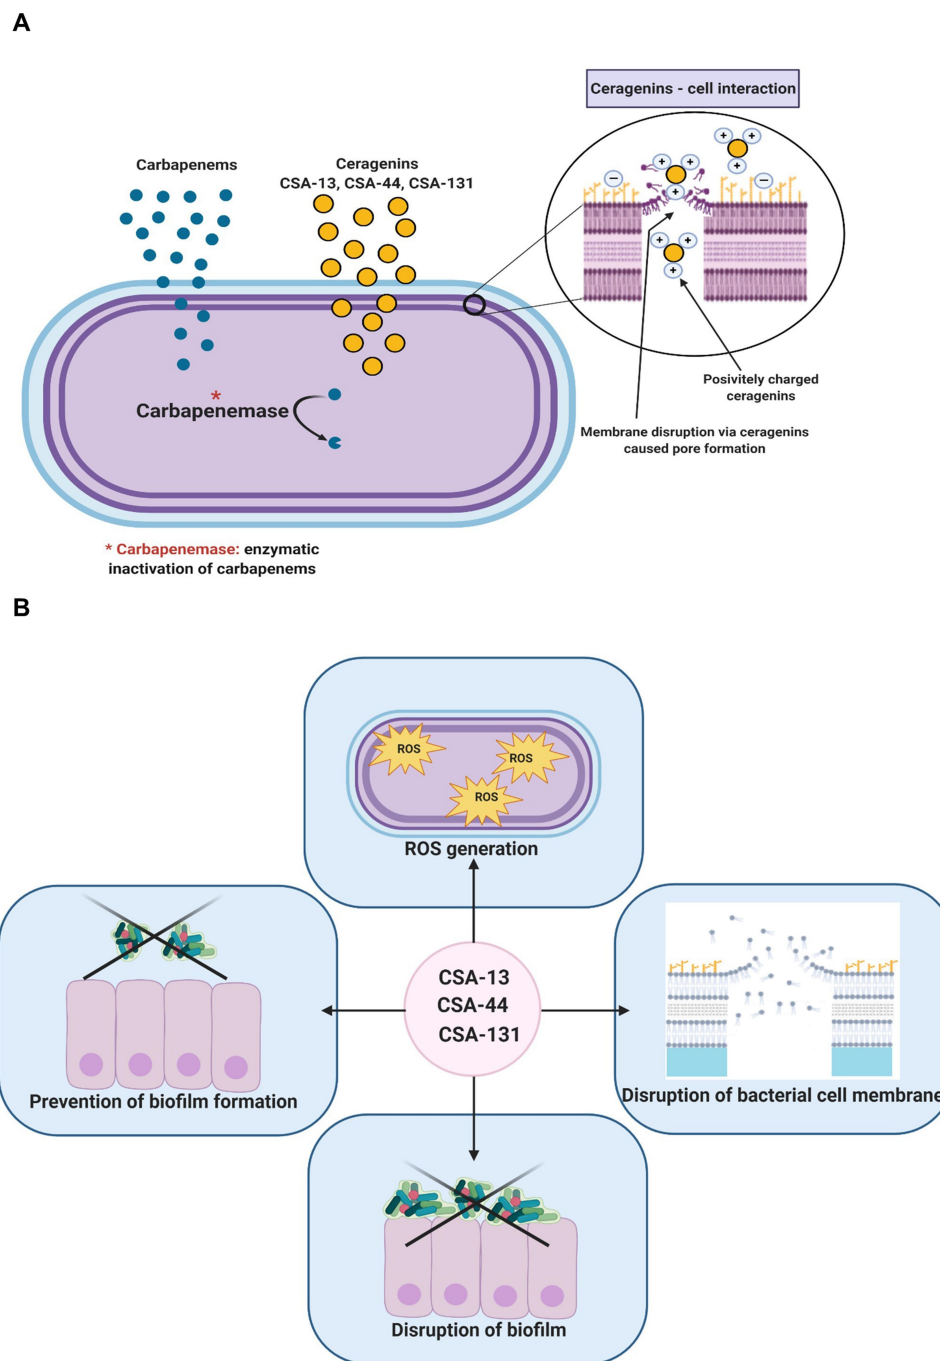 A
Ceragenins - cell interaction
Carbapenems
Ceragenins
CSA-13, CSA-44, CSA-131
+ +
+
+ +
+
−
−
+ +
+
Posivitely charged
ceragenins
*
Carbapenemase
Membrane disruption via ceragenins
caused pore formation
* Carbapenemase: enzymatic
inactivation of carbapenems
B
ROS
ROS
ROS
ROS generation
CSA-13
CSA-44
CSA-131
Prevention of biofilm formation
Disruption of bacterial cell membrane
Disruption of biofilm